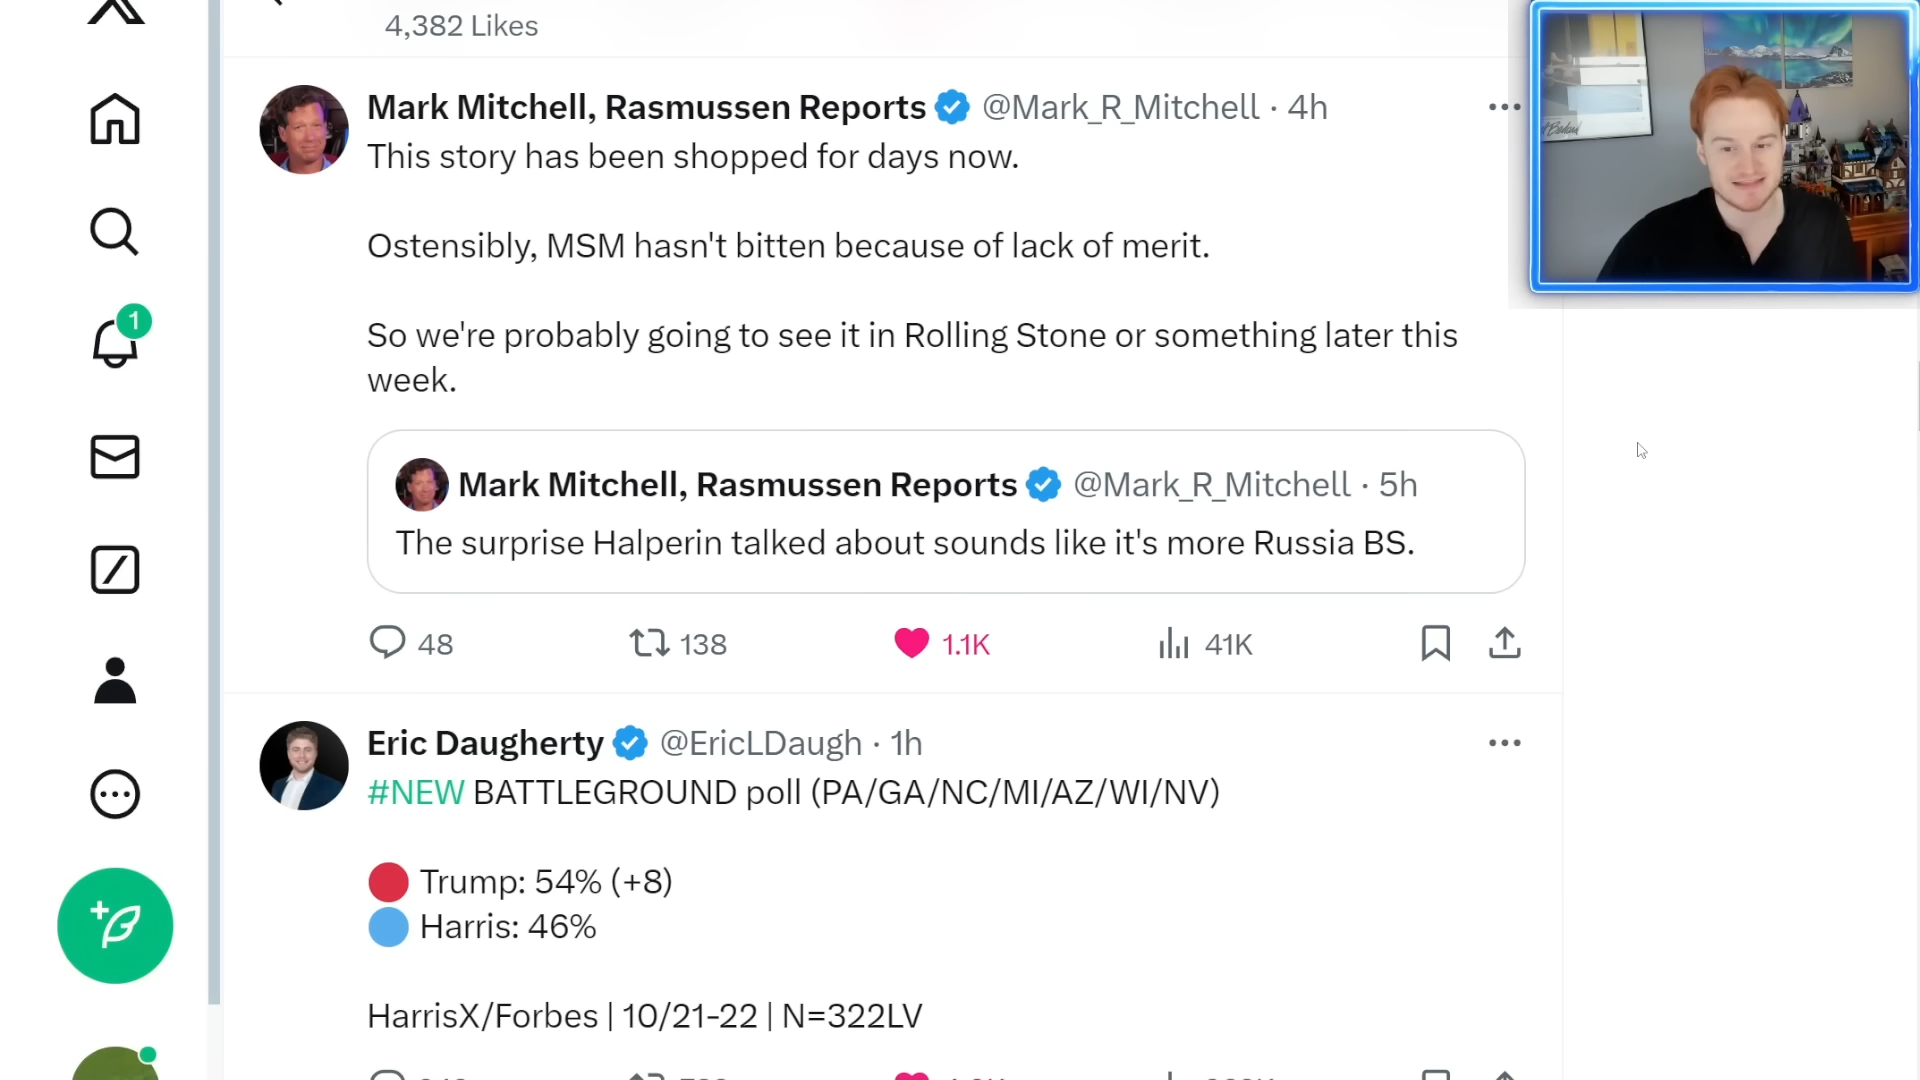 4,382 Likes
Mark Mitchell, Rasmussen Reports @Mark_R_Mitchell · 4h
This story has been shopped for days now.
Ostensibly, MSM hasn't bitten because of lack of merit.
So we're probably going to see it in Rolling Stone or something later this
week.
Mark Mitchell, Rasmussen Reports @Mark_R_Mitchell · 5h
The surprise Halperin talked about sounds like it's more Russia BS.
48 138 1.1K 41K
1
Eric Daugherty @EricLDaugh · 1h
#NEW BATTLEGROUND poll (PA/GA/NC/MI/AZ/WI/NV)
Trump: 54% (+8)
Harris: 46%
HarrisX/Forbes | 10/21-22 | N=322LV